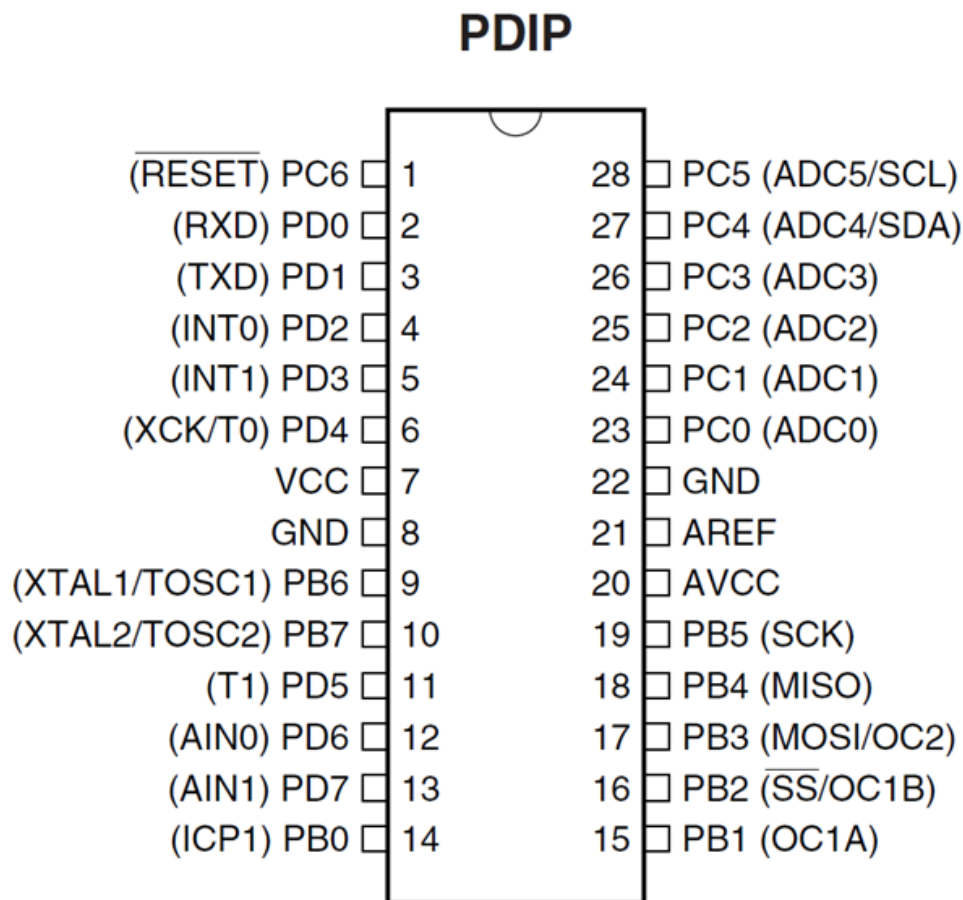 PDIP
(RESET) PC6 1 28 PC5 (ADC5/SCL)
(RXD) PD0 2 27 PC4 (ADC4/SDA)
(TXD) PD1 3 26 PC3 (ADC3)
(INT0) PD2 4 25 PC2 (ADC2)
(INT1) PD3 5 24 PC1 (ADC1)
(XCK/T0) PD4 6 23 PC0 (ADC0)
VCC 7 22 GND
GND 8 21 AREF
(XTAL1/TOSC1) PB6 9 20 AVCC
(XTAL2/TOSC2) PB7 10 19 PB5 (SCK)
(T1) PD5 11 18 PB4 (MISO)
(AIN0) PD6 12 17 PB3 (MOSI/OC2)
(AIN1) PD7 13 16 PB2 (SS/OC1B)
(ICP1) PB0 14 15 PB1 (OC1A)